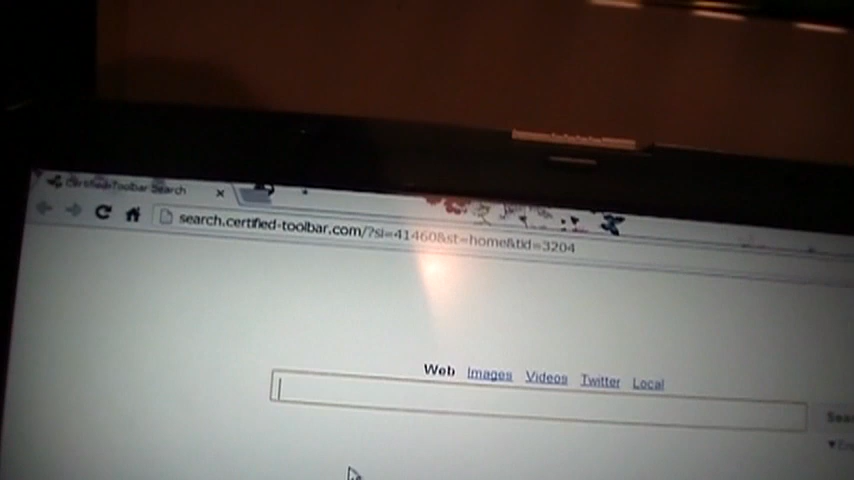 Certified-Toolbar Search
search.certified-toolbar.com/?si=41460&st=home&tid=3204
Web Images Videos Twitter Local